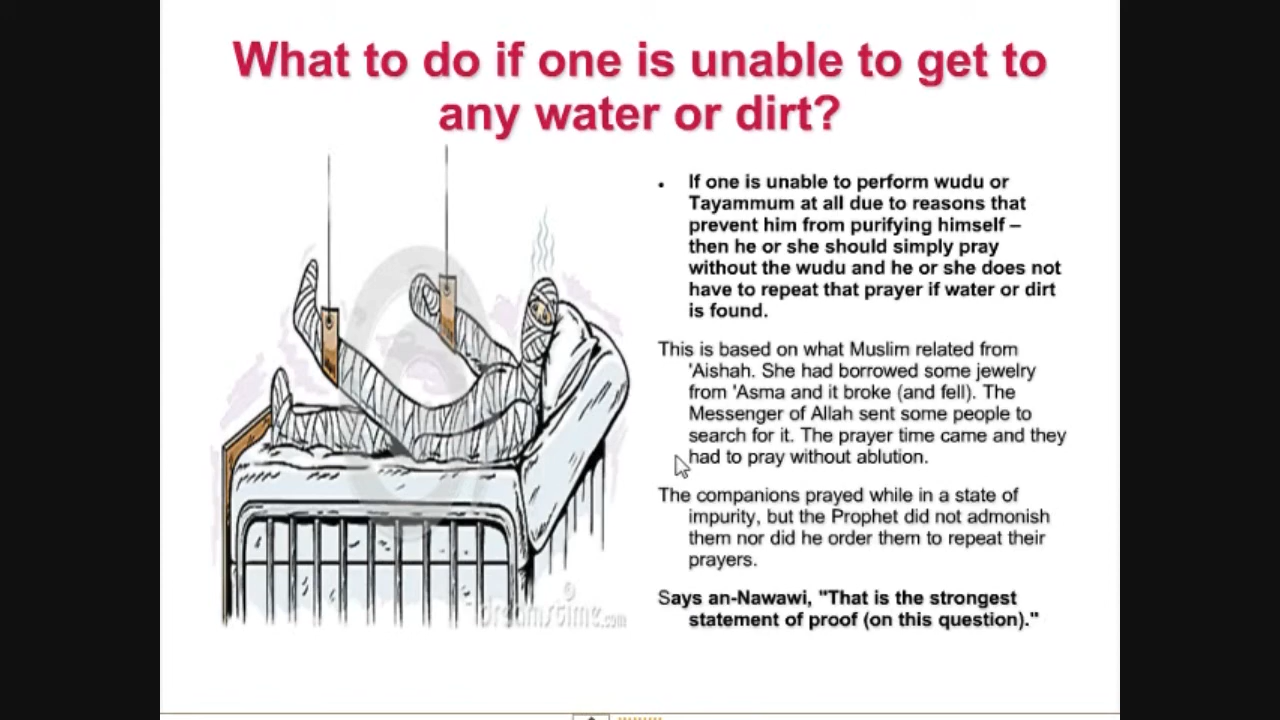 What to do if one is unable to get to
any water or dirt?
• If one is unable to perform wudu or
Tayammum at all due to reasons that
prevent him from purifying himself –
then he or she should simply pray
without the wudu and he or she does not
have to repeat that prayer if water or dirt
is found.
This is based on what Muslim related from
'Aishah. She had borrowed some jewelry
from 'Asma and it broke (and fell). The
Messenger of Allah sent some people to
search for it. The prayer time came and they
had to pray without ablution.
The companions prayed while in a state of
impurity, but the Prophet did not admonish
them nor did he order them to repeat their
prayers.
Says an-Nawawi, "That is the strongest
statement of proof (on this question)."
dreamstime.com